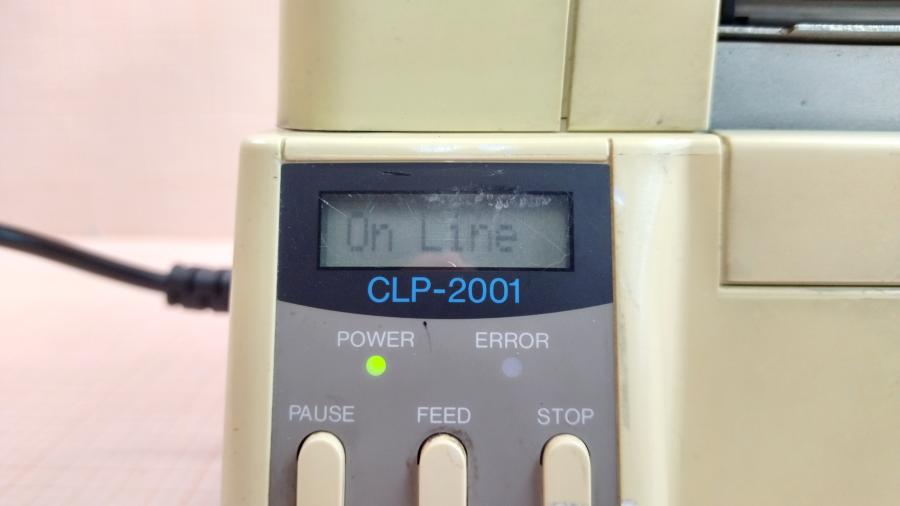 On Line
CLP-2001
POWER ERROR
PAUSE FEED STOP